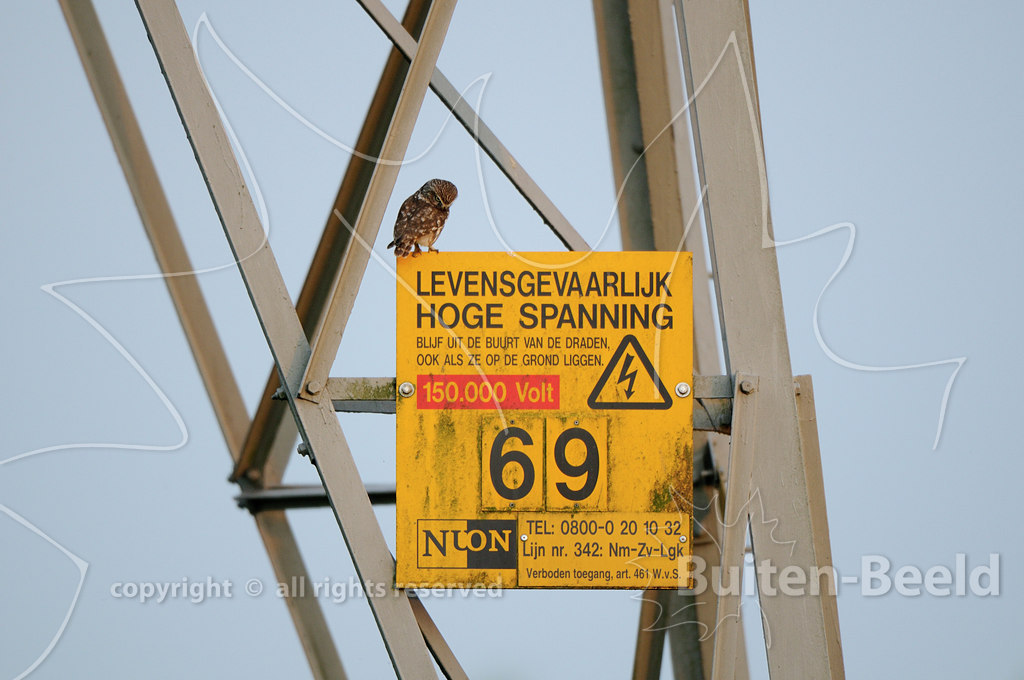 LEVENSGEVAARLIJK
HOGE SPANNING
BLIJF UIT DE BUURT VAN DE DRADEN,
OOK ALS ZE OP DE GROND LIGGEN.
150.000 Volt
69
NUON
TEL: 0800-0 20 10 32
Lijn nr. 342: Nm-Zv-Lgk
Verboden toegang, art. 461 W.v.S.
copyright © all rights reserved
Buiten-Beeld